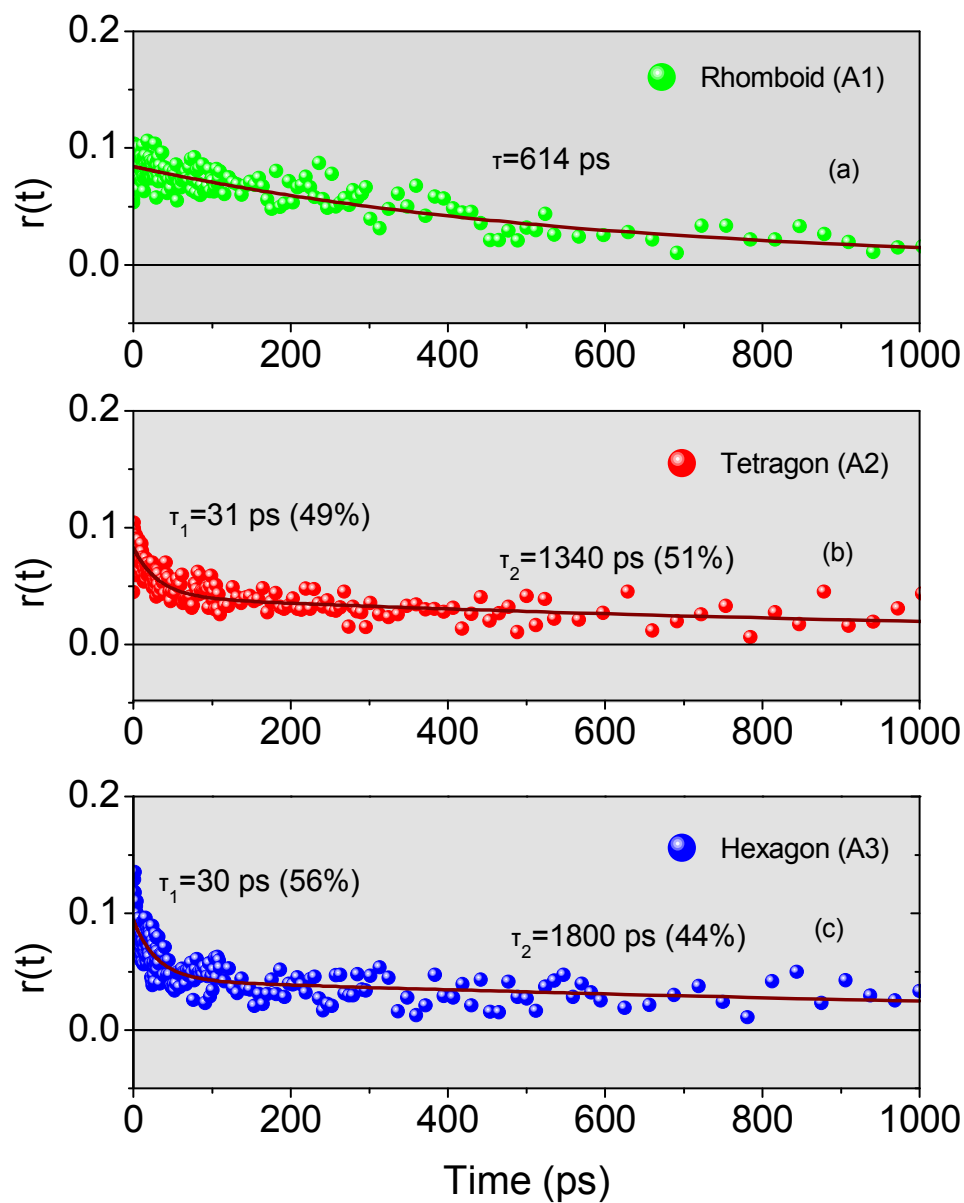 0.2
Rhomboid (A1)
0.1
τ=614 ps
(a)
r(t)
0.0
0 200 400 600 800 1000
0.2
Tetragon (A2)
τ1=31 ps (49%)
0.1
τ2=1340 ps (51%)
(b)
r(t)
0.0
0 200 400 600 800 1000
0.2
Hexagon (A3)
τ1=30 ps (56%)
0.1
τ2=1800 ps (44%)
(c)
r(t)
0.0
0 200 400 600 800 1000
Time (ps)